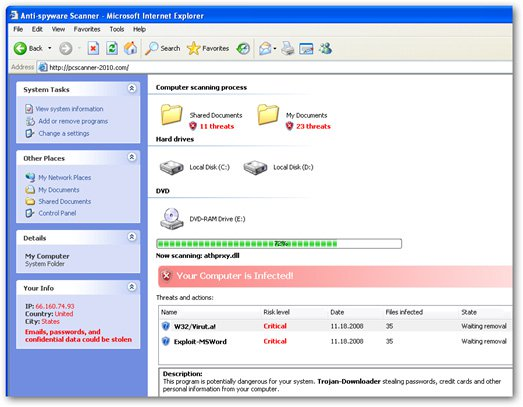 Anti-spyware Scanner - Microsoft Internet Explorer
File Edit View Favorites Tools Help
Back Search Favorites
Address http://pcscanner-2010.com/
System Tasks
View system information
Add or remove programs
Change a settings
Other Places
My Network Places
My Documents
Shared Documents
Control Panel
Details
My Computer
System Folder
Your Info
IP: 66.160.74.93
Country: United
City: States
Emails, passwords, and
confidential data could be stolen
Computer scanning process
Shared Documents My Documents
11 threats 23 threats
Hard drives
Local Disk (C:) Local Disk (D:)
DVD
DVD-RAM Drive (E:)
72%
Now scanning: athprxy.dll
Your Computer is Infected!
Threats and actions:
Name Risk level Date Files infected State
W32/Virut.a! Critical 11.18.2008 35 Waiting removal
Exploit-MSWord Critical 11.18.2008 35 Waiting removal
Description:
This program is potentially dangerous for your system. Trojan-Downloader stealing passwords, credit cards and other
personal information from your computer.